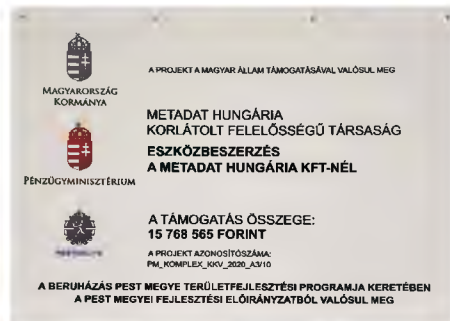 A PROJEKT A MAGYAR ÁLLAM TÁMOGATÁSÁVAL VALÓSUL MEG
MAGYARORSZÁG
KORMÁNYA
METADAT HUNGÁRIA
KORLÁTOLT FELELŐSSÉGŰ TÁRSASÁG
ESZKÖZBESZERZÉS
A METADAT HUNGÁRIA KFT-NÉL
PÉNZÜGYMINISZTÉRIUM
A TÁMOGATÁS ÖSSZEGE:
15 768 565 FORINT
A PROJEKT AZONOSÍTÓSZÁMA:
PM_KOMPLEX_KKV_2020_A3/10
A BERUHÁZÁS PEST MEGYE TERÜLETFEJLESZTÉSI PROGRAMJA KERETÉBEN
A PEST MEGYEI FEJLESZTÉSI ELŐIRÁNYZATBÓL VALÓSUL MEG